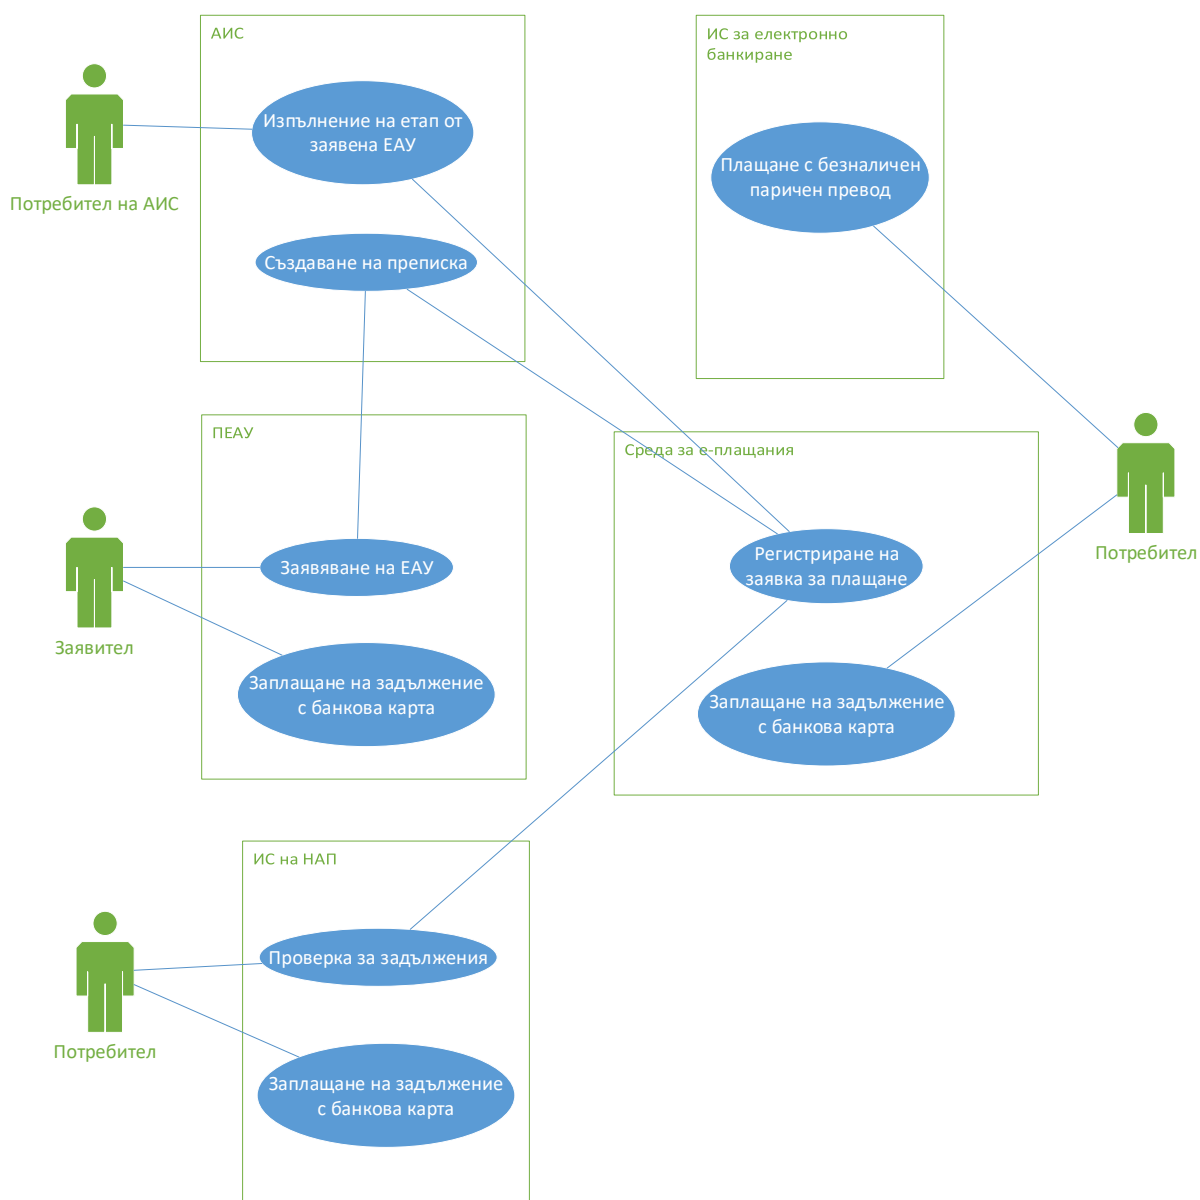 АИС
Изпълнение на етап от
заявена ЕАУ
Потребител на АИС
Създаване на преписка
ИС за електронно
банкиране
Плащане с безналичен
паричен превод
ПЕАУ
Заявяване на ЕАУ
Заявител
Заплащане на задължение
с банкова карта
Среда за е-плащания
Регистриране на
заявка за плащане
Заплащане на задължение
с банкова карта
Потребител
ИС на НАП
Проверка за задължения
Потребител
Заплащане на задължение
с банкова карта